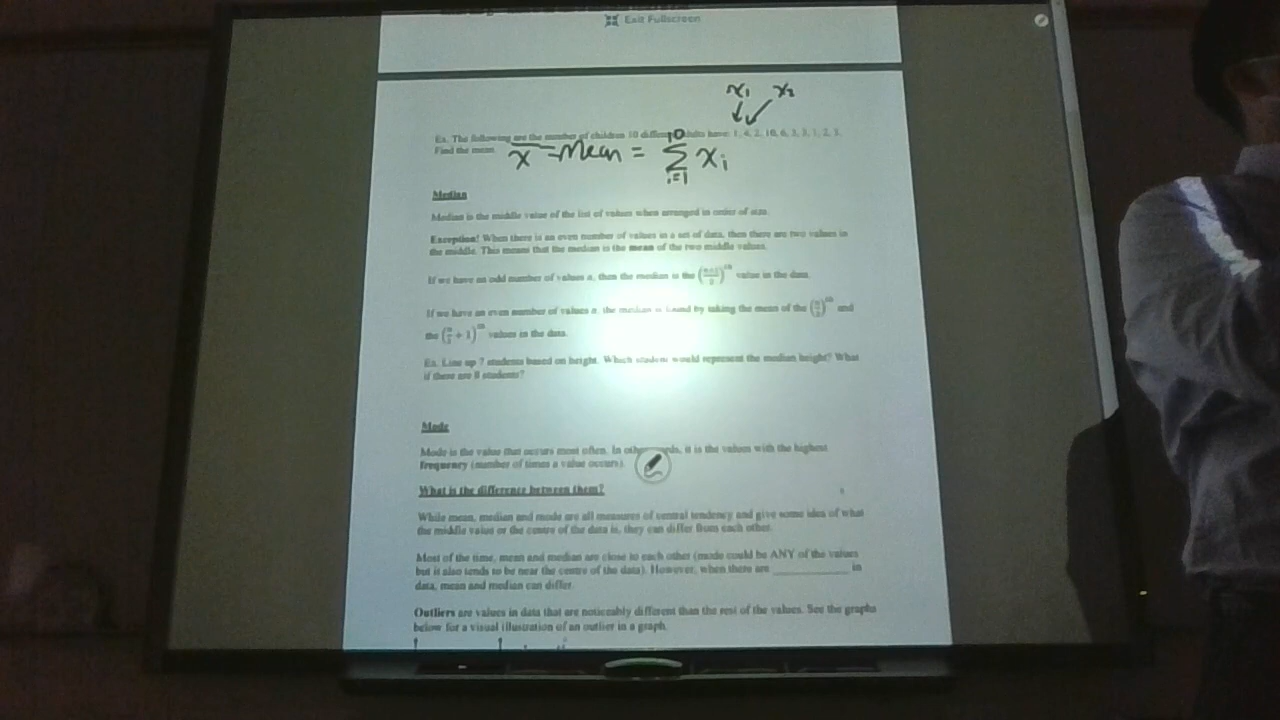 Exit Fullscreen
x₁ x₂
Ex. The following are the number of children 10 different adults have: 1, 4, 2, 10, 6, 3, 3, 1, 2, 3.
Find the mean. x̄ = Mean = 10 Σ i=1 xᵢ
Median
Median is the middle value of the list of values when arranged in order of size.
Exception! When there is an even number of values in a set of data, then there are two values in
the middle. This means that the median is the mean of the two middle values.
If we have an odd number of values n, then the median is the ((n+1)/2)th value in the data.
If we have an even number of values n, the median is found by taking the mean of the (n/2)th and
the (n/2 + 1)th values in the data.
Ex. Line up 7 students based on height. Which student would represent the median height? What
if there are 8 students?
Mode
Mode is the value that occurs most often. In other words, it is the values with the highest
frequency (number of times a value occurs).
What is the difference between them?
While mean, median and mode are all measures of central tendency and give some idea of what
the middle value or the centre of the data is, they can differ from each other.
Most of the time, mean and median are close to each other (mode could be ANY of the values
but it also tends to be near the centre of the data). However, when there are __________ in
data, mean and median can differ.
Outliers are values in data that are noticeably different than the rest of the values. See the graphs
below for a visual illustration of an outlier in a graph.